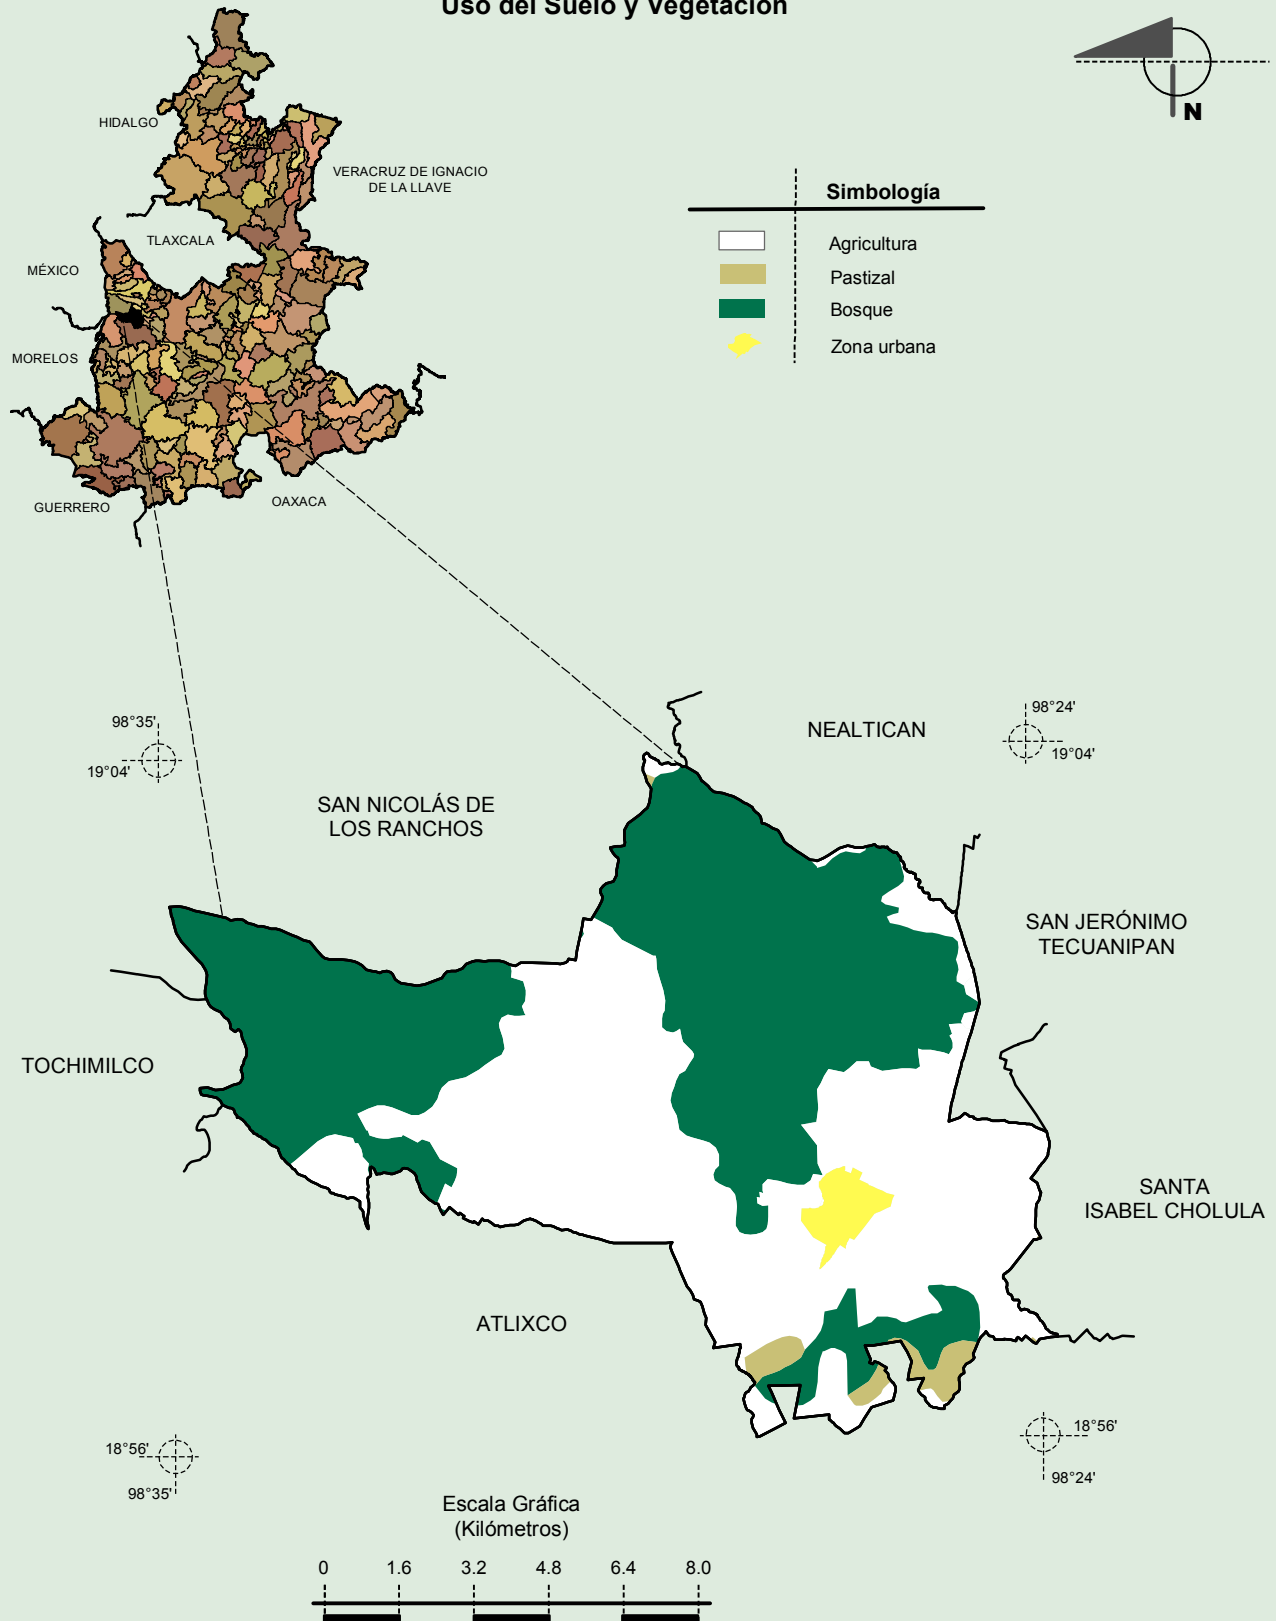 Uso del Suelo y Vegetación
N
HIDALGO
VERACRUZ DE IGNACIO
DE LA LLAVE
TLAXCALA
MÉXICO
MORELOS
GUERRERO
OAXACA
Simbología
Agricultura
Pastizal
Bosque
Zona urbana
98°35'
19°04'
98°24'
19°04'
NEALTICAN
SAN NICOLÁS DE
LOS RANCHOS
SAN JERÓNIMO
TECUANIPAN
TOCHIMILCO
SANTA
ISABEL CHOLULA
ATLIXCO
18°56'
98°35'
18°56'
98°24'
Escala Gráfica
(Kilómetros)
0 1.6 3.2 4.8 6.4 8.0